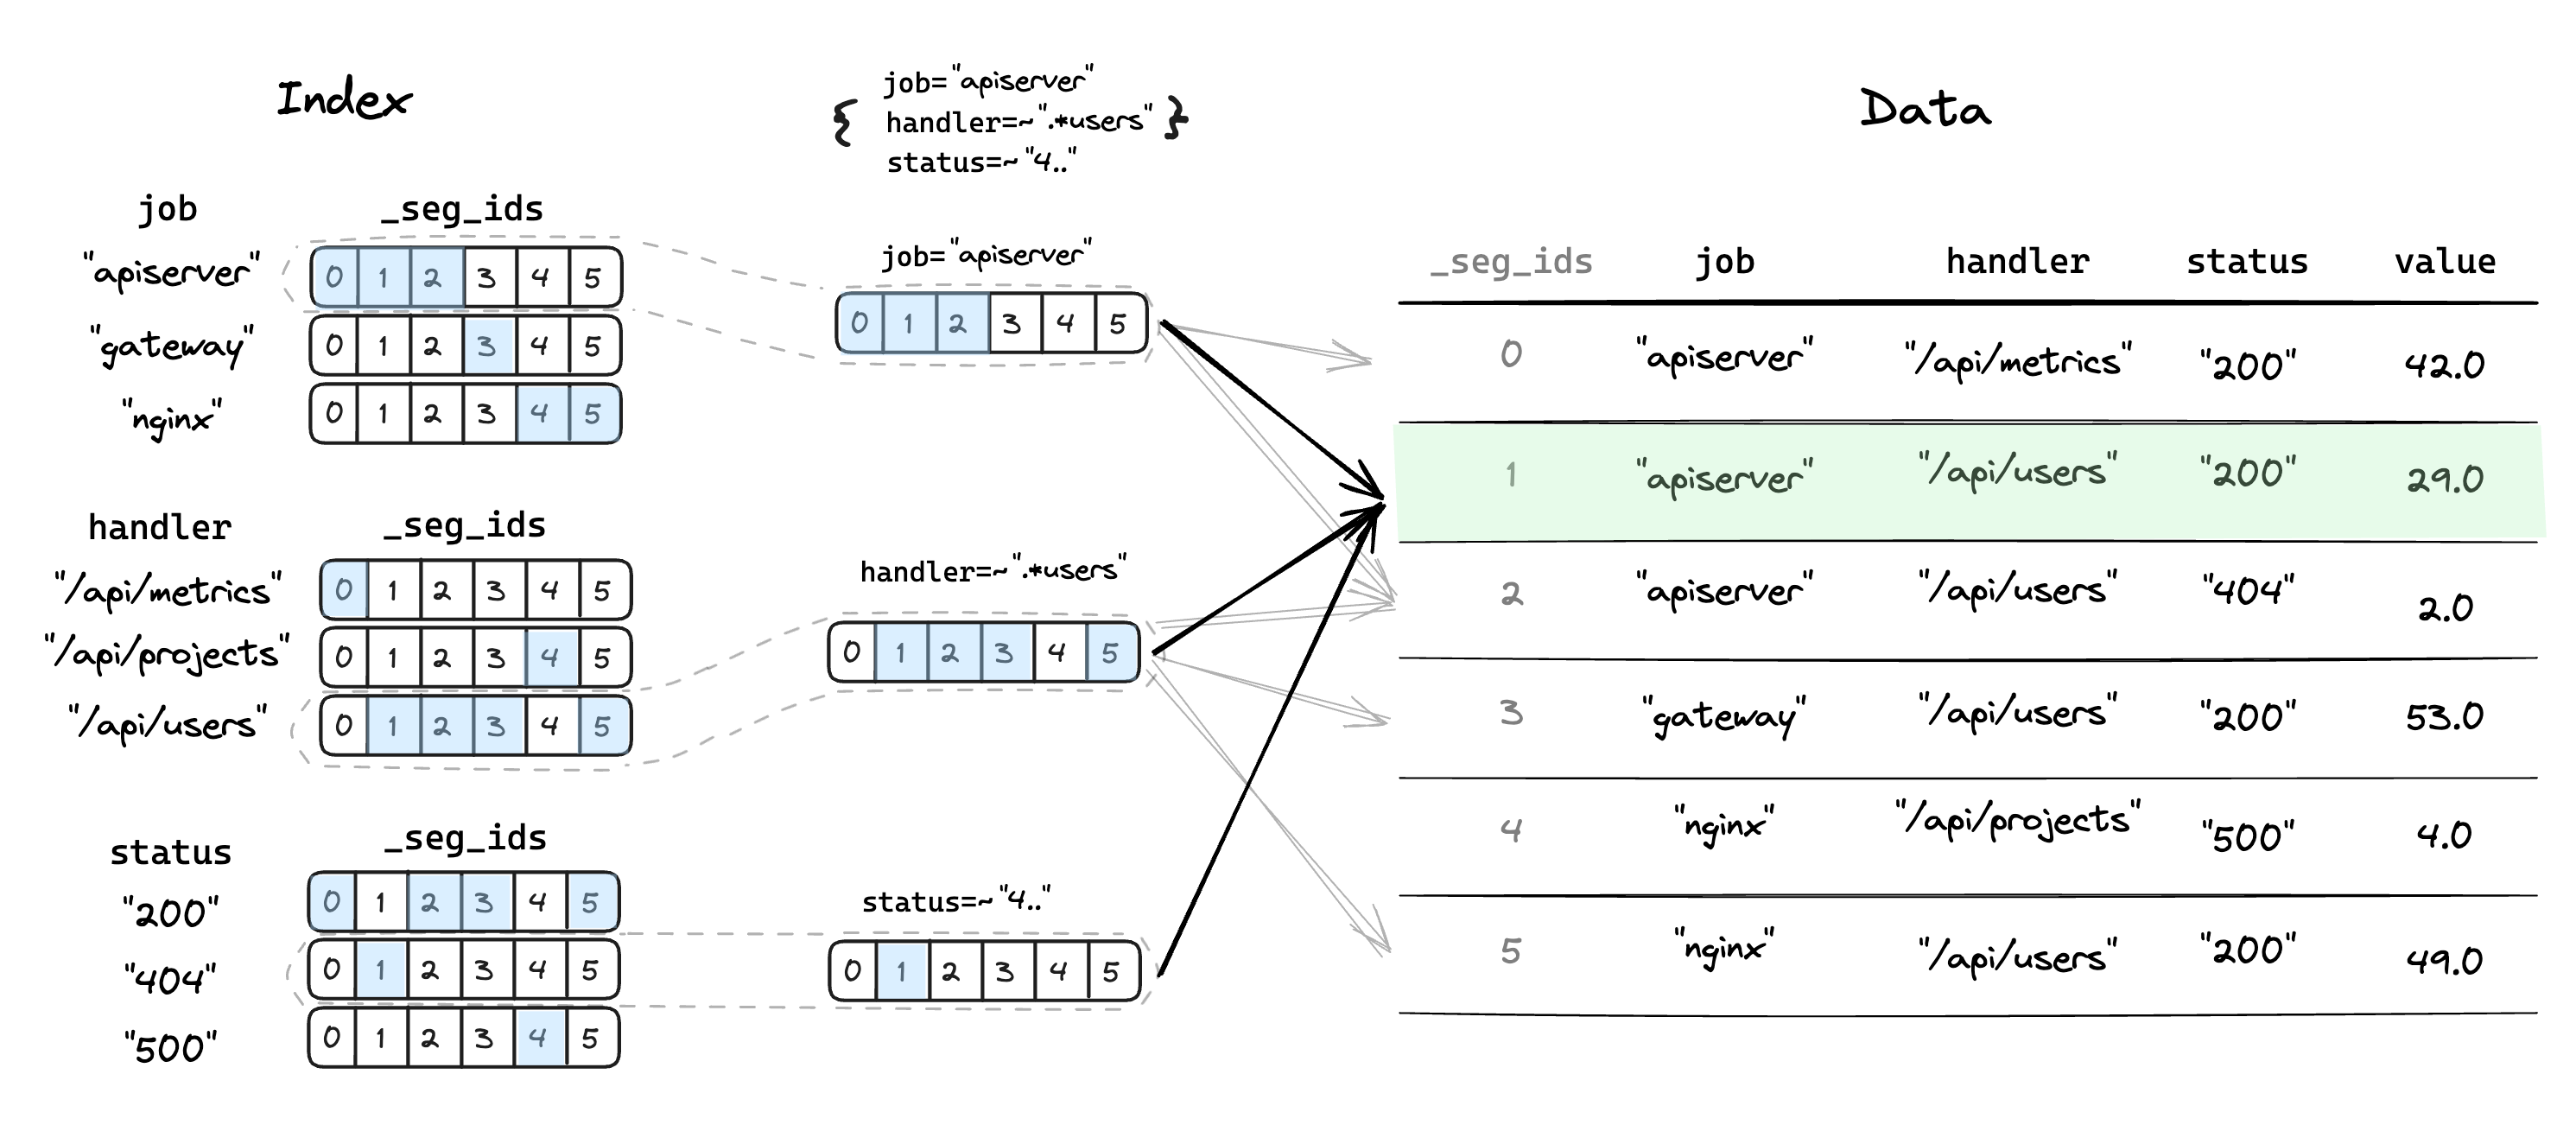 Index
job _seg_ids
"apiserver" 0 1 2 3 4 5
"gateway" 0 1 2 3 4 5
"nginx" 0 1 2 3 4 5
handler _seg_ids
"/api/metrics" 0 1 2 3 4 5
"/api/projects" 0 1 2 3 4 5
"/api/users" 0 1 2 3 4 5
status _seg_ids
"200" 0 1 2 3 4 5
"404" 0 1 2 3 4 5
"500" 0 1 2 3 4 5
job="apiserver"
{ handler=~".*users" }
status=~"4.."
job="apiserver"
0 1 2 3 4 5
handler=~".*users"
0 1 2 3 4 5
status=~"4.."
0 1 2 3 4 5
Data
_seg_ids job handler status value
0 "apiserver" "/api/metrics" "200" 42.0
1 "apiserver" "/api/users" "200" 29.0
2 "apiserver" "/api/users" "404" 2.0
3 "gateway" "/api/users" "200" 53.0
4 "nginx" "/api/projects" "500" 4.0
5 "nginx" "/api/users" "200" 49.0